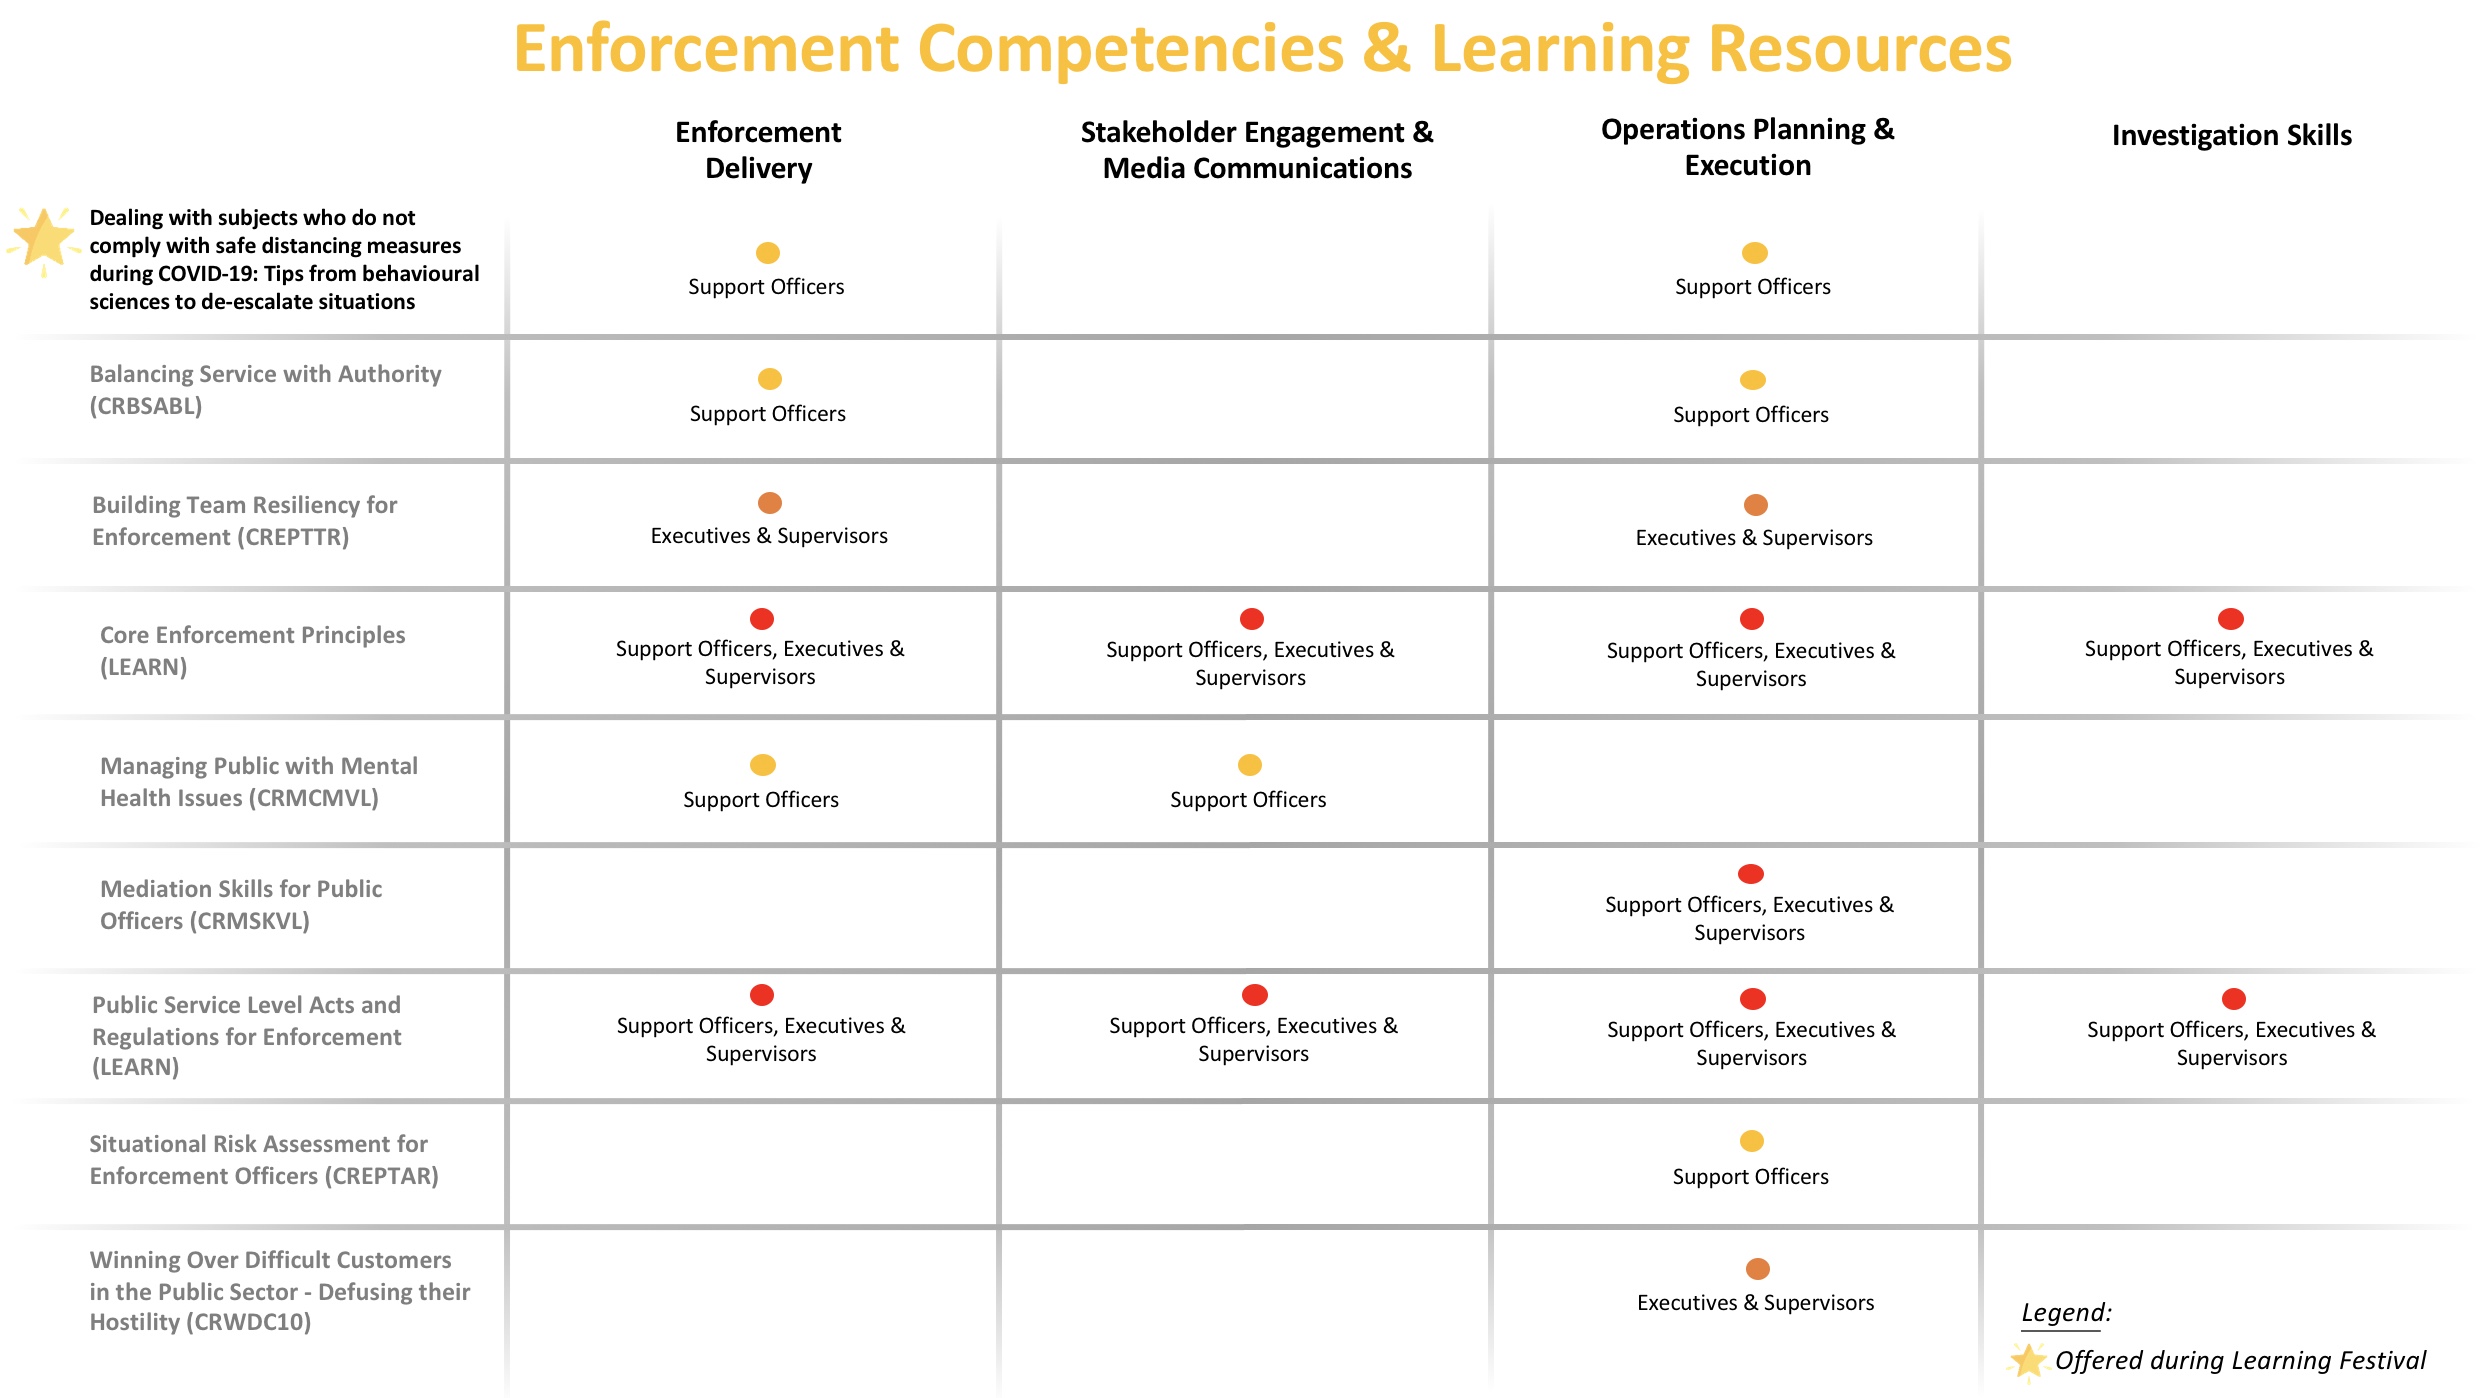 Enforcement Competencies & Learning Resources
Enforcement
Delivery
Stakeholder Engagement &
Media Communications
Operations Planning &
Execution
Investigation Skills
Dealing with subjects who do not
comply with safe distancing measures
during COVID-19: Tips from behavioural
sciences to de-escalate situations
Support Officers
Support Officers
Balancing Service with Authority
(CRBSABL)
Support Officers
Support Officers
Building Team Resiliency for
Enforcement (CREPTTR)
Executives & Supervisors
Executives & Supervisors
Core Enforcement Principles
(LEARN)
Support Officers, Executives &
Supervisors
Support Officers, Executives &
Supervisors
Support Officers, Executives &
Supervisors
Support Officers, Executives &
Supervisors
Managing Public with Mental
Health Issues (CRMCMVL)
Support Officers
Support Officers
Mediation Skills for Public
Officers (CRMSKVL)
Support Officers, Executives &
Supervisors
Public Service Level Acts and
Regulations for Enforcement
(LEARN)
Support Officers, Executives &
Supervisors
Support Officers, Executives &
Supervisors
Support Officers, Executives &
Supervisors
Support Officers, Executives &
Supervisors
Situational Risk Assessment for
Enforcement Officers (CREPTAR)
Support Officers
Winning Over Difficult Customers
in the Public Sector - Defusing their
Hostility (CRWDC10)
Executives & Supervisors
Legend:
Offered during Learning Festival